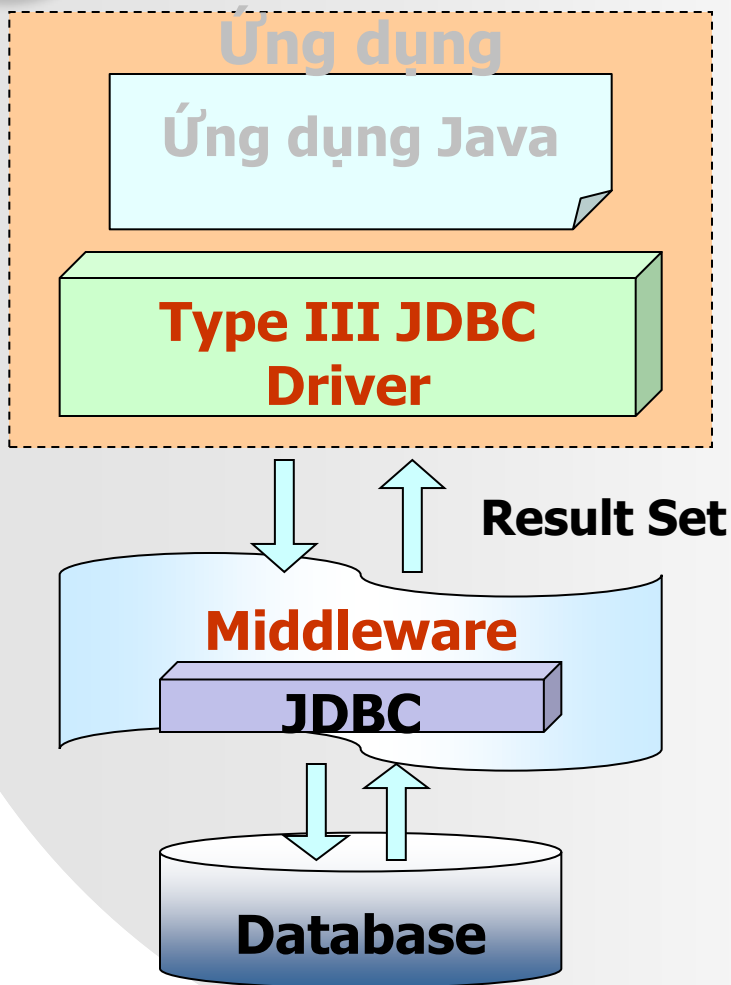 Ứng dụng
Ứng dụng Java
Type III JDBC
Driver
Result Set
Middleware
JDBC
Database